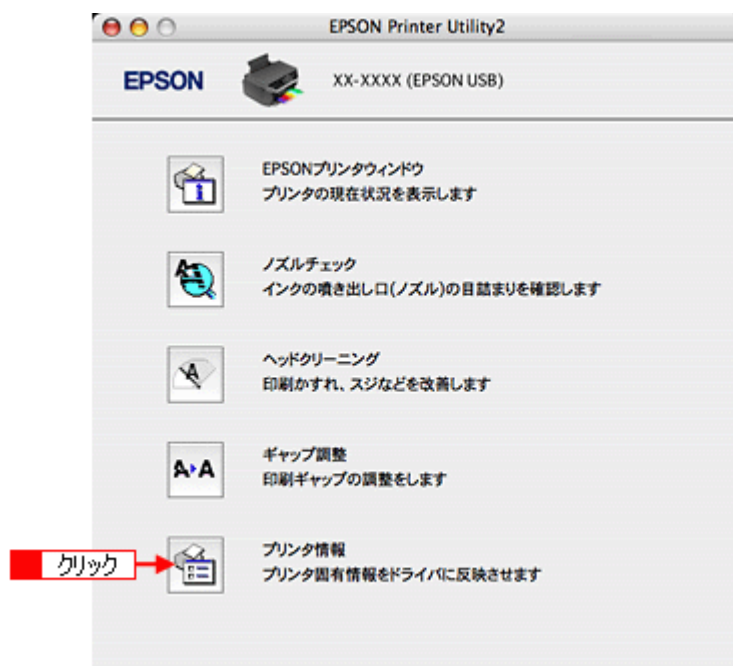 EPSON Printer Utility2
EPSON
XX-XXXX (EPSON USB)
EPSONプリンタウィンドウ
プリンタの現在状況を表示します
ノズルチェック
インクの噴き出し口(ノズル)の目詰まりを確認します
ヘッドクリーニング
印刷かすれ、スジなどを改善します
A▸A
ギャップ調整
印刷ギャップの調整をします
クリック
プリンタ情報
プリンタ固有情報をドライバに反映させます